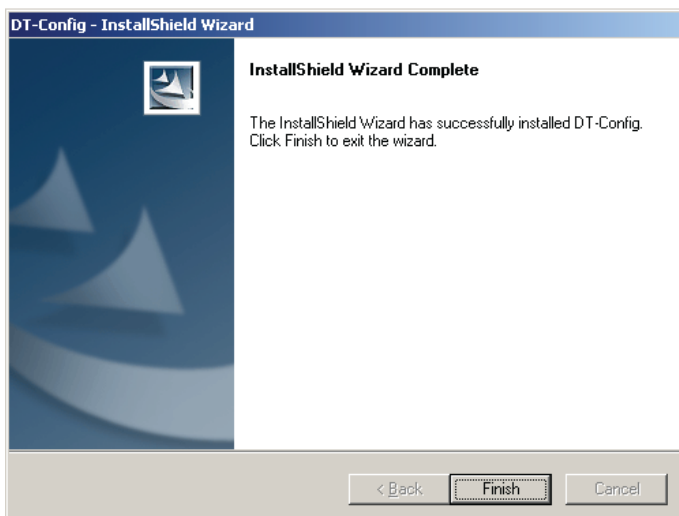 DT-Config - InstallShield Wizard
InstallShield Wizard Complete
The InstallShield Wizard has successfully installed DT-Config.
Click Finish to exit the wizard.
< Back
Finish
Cancel